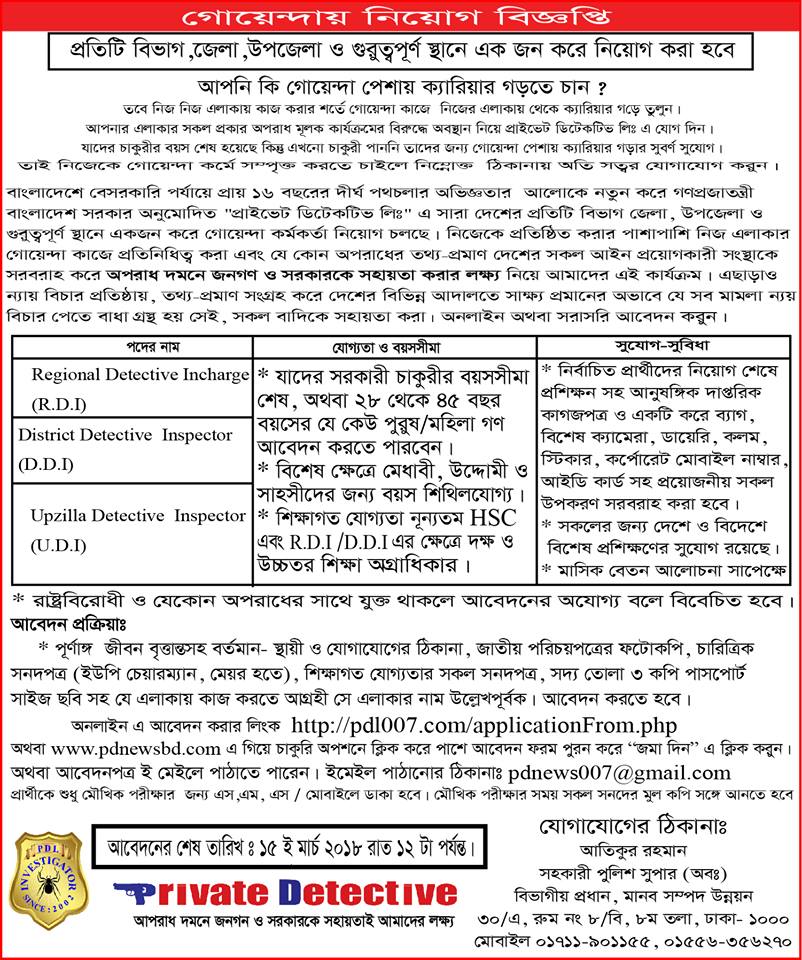 গোয়েন্দায় নিয়োগ বিজ্ঞপ্তি
প্রতিটি বিভাগ,জেলা,উপজেলা ও গুরুত্বপূর্ণ স্থানে এক জন করে নিয়োগ করা হবে
আপনি কি গোয়েন্দা পেশায় ক্যারিয়ার গড়তে চান ?
তবে নিজ নিজ এলাকায় কাজ করার শর্তে গোয়েন্দা কাজে নিজের এলাকায় থেকে ক্যারিয়ার গড়ে তুলুন।
আপনার এলাকার সকল প্রকার অপরাধ মূলক কার্যক্রমের বিরুদ্ধে অবস্থান নিয়ে প্রাইভেট ডিটেকটিভ লিঃ এ যোগ দিন।
যাদের চাকুরীর বয়স শেষ হয়েছে কিন্তু এখনো চাকুরী পাননি তাদের জন্য গোয়েন্দা পেশায় ক্যারিয়ার গড়ার সুবর্ণ সুযোগ।
তাই নিজেকে গোয়েন্দা কর্মে সম্পৃক্ত করতে চাইলে নিম্নোক্ত ঠিকানায় অতি সত্বর যোগাযোগ করুন।
বাংলাদেশে বেসরকারি পর্যায়ে প্রায় ১৬ বছরের দীর্ঘ পথচলার অভিজ্ঞতার আলোকে নতুন করে গণপ্রজাতন্ত্রী
বাংলাদেশ সরকার অনুমোদিত "প্রাইভেট ডিটেকটিভ লিঃ" এ সারা দেশের প্রতিটি বিভাগ জেলা, উপজেলা ও
গুরুত্বপূর্ণ স্থানে একজন করে গোয়েন্দা কর্মকর্তা নিয়োগ চলছে। নিজেকে প্রতিষ্ঠিত করার পাশাপাশি নিজ এলাকার
গোয়েন্দা কাজে প্রতিনিধিত্ব করা এবং যে কোন অপরাধের তথ্য-প্রমাণ দেশের সকল আইন প্রয়োগকারী সংস্থাকে
সরবরাহ করে অপরাধ দমনে জনগণ ও সরকারকে সহায়তা করার লক্ষ্য নিয়ে আমাদের এই কার্যক্রম। এছাড়াও
ন্যায় বিচার প্রতিষ্ঠায়, তথ্য-প্রমাণ সংগ্রহ করে দেশের বিভিন্ন আদালতে সাক্ষ্য প্রমানের অভাবে যে সব মামলা ন্যয়
বিচার পেতে বাধা গ্রস্থ হয় সেই, সকল বাদিকে সহায়তা করা। অনলাইন অথবা সরাসরি আবেদন করুন।
পদের নাম
Regional Detective Incharge
(R.D.I)
District Detective Inspector
(D.D.I)
Upzilla Detective Inspector
(U.D.I)
যোগ্যতা ও বয়সসীমা
* যাদের সরকারী চাকুরীর বয়সসীমা
শেষ, অথবা ২৮ থেকে ৪৫ বছর
বয়সের যে কেউ পুরুষ/মহিলা গণ
আবেদন করতে পারবেন।
* বিশেষ ক্ষেত্রে মেধাবী, উদ্দোমী ও
সাহসীদের জন্য বয়স শিথিলযোগ্য।
* শিক্ষাগত যোগ্যতা নূন্যতম HSC
এবং R.D.I /D.D.I এর ক্ষেত্রে দক্ষ ও
উচ্চতর শিক্ষা অগ্রাধিকার।
সুযোগ-সুবিধা
* নির্বাচিত প্রার্থীদের নিয়োগ শেষে
প্রশিক্ষন সহ আনুষঙ্গিক দাপ্তরিক
কাগজপত্র ও একটি করে ব্যাগ,
বিশেষ ক্যামেরা, ডায়েরি, কলম,
স্টিকার, কর্পোরেট মোবাইল নাম্বার,
আইডি কার্ড সহ প্রয়োজনীয় সকল
উপকরণ সরবরাহ করা হবে।
* সকলের জন্য দেশে ও বিদেশে
বিশেষ প্রশিক্ষণের সুযোগ রয়েছে।
* মাসিক বেতন আলোচনা সাপেক্ষে
* রাষ্ট্রবিরোধী ও যেকোন অপরাধের সাথে যুক্ত থাকলে আবেদনের অযোগ্য বলে বিবেচিত হবে।
আবেদন প্রক্রিয়াঃ
* পূর্ণাঙ্গ জীবন বৃত্তান্তসহ বর্তমান- স্থায়ী ও যোগাযোগের ঠিকানা, জাতীয় পরিচয়পত্রের ফটোকপি, চারিত্রিক
সনদপত্র (ইউপি চেয়ারম্যান, মেয়র হতে), শিক্ষাগত যোগ্যতার সকল সনদপত্র, সদ্য তোলা ৩ কপি পাসপোর্ট
সাইজ ছবি সহ যে এলাকায় কাজ করতে আগ্রহী সে এলাকার নাম উল্লেখপূর্বক। আবেদন করতে হবে।
অনলাইন এ আবেদন করার লিংক http://pdl007.com/applicationFrom.php
অথবা www.pdnewsbd.com এ গিয়ে চাকুরি অপশনে ক্লিক করে পাশে আবেদন ফরম পুরন করে “জমা দিন” এ ক্লিক করুন।
অথবা আবেদনপত্র ই মেইলে পাঠাতে পারেন। ইমেইল পাঠানোর ঠিকানাঃ pdnews007@gmail.com
প্রার্থীকে শুধু মৌখিক পরীক্ষার জন্য এস,এম, এস / মোবাইলে ডাকা হবে। মৌখিক পরীক্ষার সময় সকল সনদের মুল কপি সঙ্গে আনতে হবে
আবেদনের শেষ তারিখ ঃ ১৫ ই মার্চ ২০১৮ রাত ১২ টা পর্যন্ত।
PDL
INVESTIGATOR
SINCE: 2002
Private Detective
অপরাধ দমনে জনগন ও সরকারকে সহায়তাই আমাদের লক্ষ্য
যোগাযোগের ঠিকানাঃ
আতিকুর রহমান
সহকারী পুলিশ সুপার (অবঃ)
বিভাগীয় প্রধান, মানব সম্পদ উন্নয়ন
৩০/এ, রুম নং ৮/বি, ৮ম তলা, ঢাকা- ১০০০
মোবাইল ০১৭১১-৯০১১৫৫, ০১৫৫৬-৩৫৬২৭০